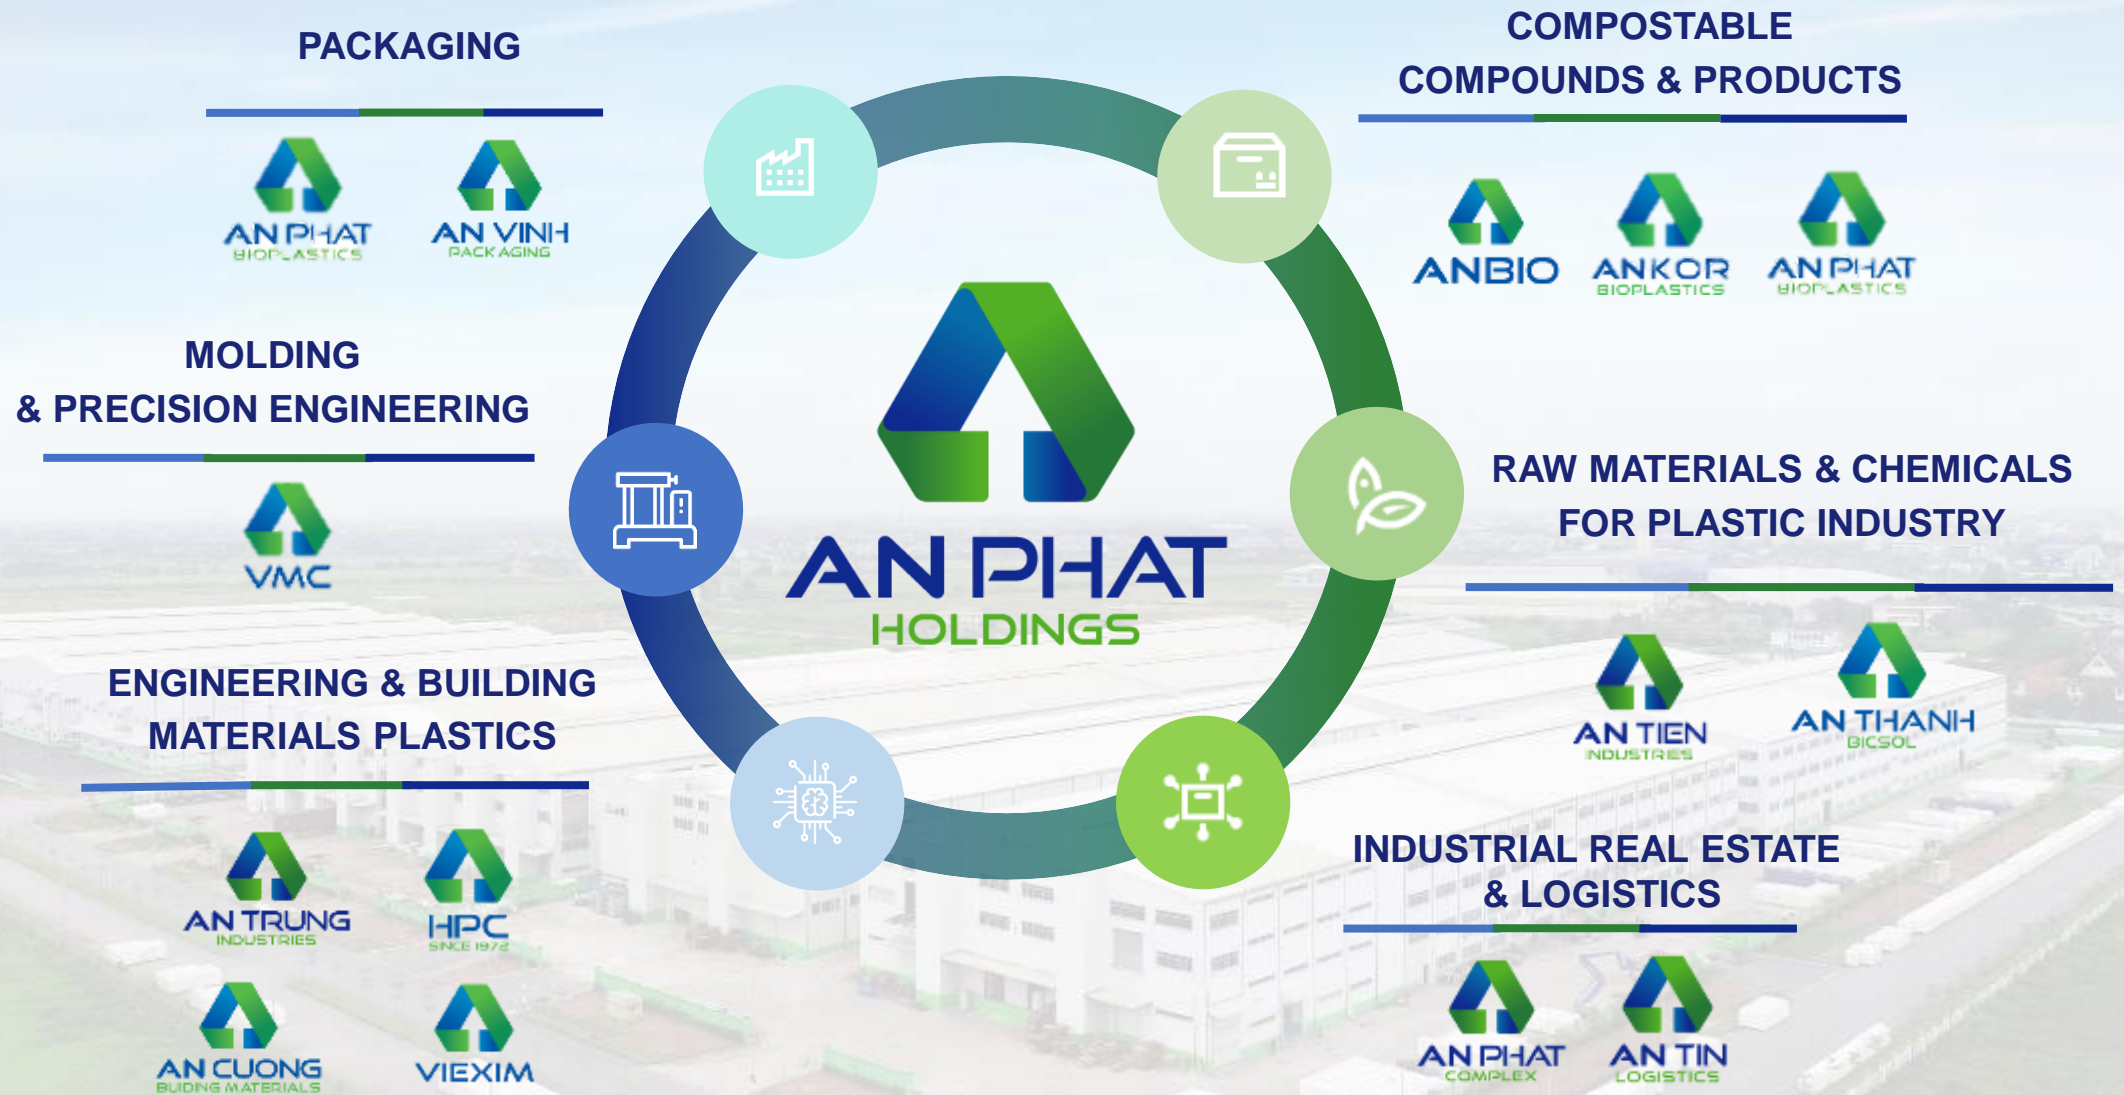 PACKAGING
AN PHAT
BIOPLASTICS
AN VINH
PACKAGING
COMPOSTABLE
COMPOUNDS & PRODUCTS
ANBIO
ANKOR
BIOPLASTICS
AN PHAT
BIOPLASTICS
MOLDING
& PRECISION ENGINEERING
VMC
AN PHAT
HOLDINGS
RAW MATERIALS & CHEMICALS
FOR PLASTIC INDUSTRY
AN TIEN
INDUSTRIES
AN THANH
BICSOL
ENGINEERING & BUILDING
MATERIALS PLASTICS
AN TRUNG
INDUSTRIES
HPC
SINCE 1972
AN CUONG
BUIDING MATERIALS
VIEXIM
INDUSTRIAL REAL ESTATE
& LOGISTICS
AN PHAT
COMPLEX
AN TIN
LOGISTICS